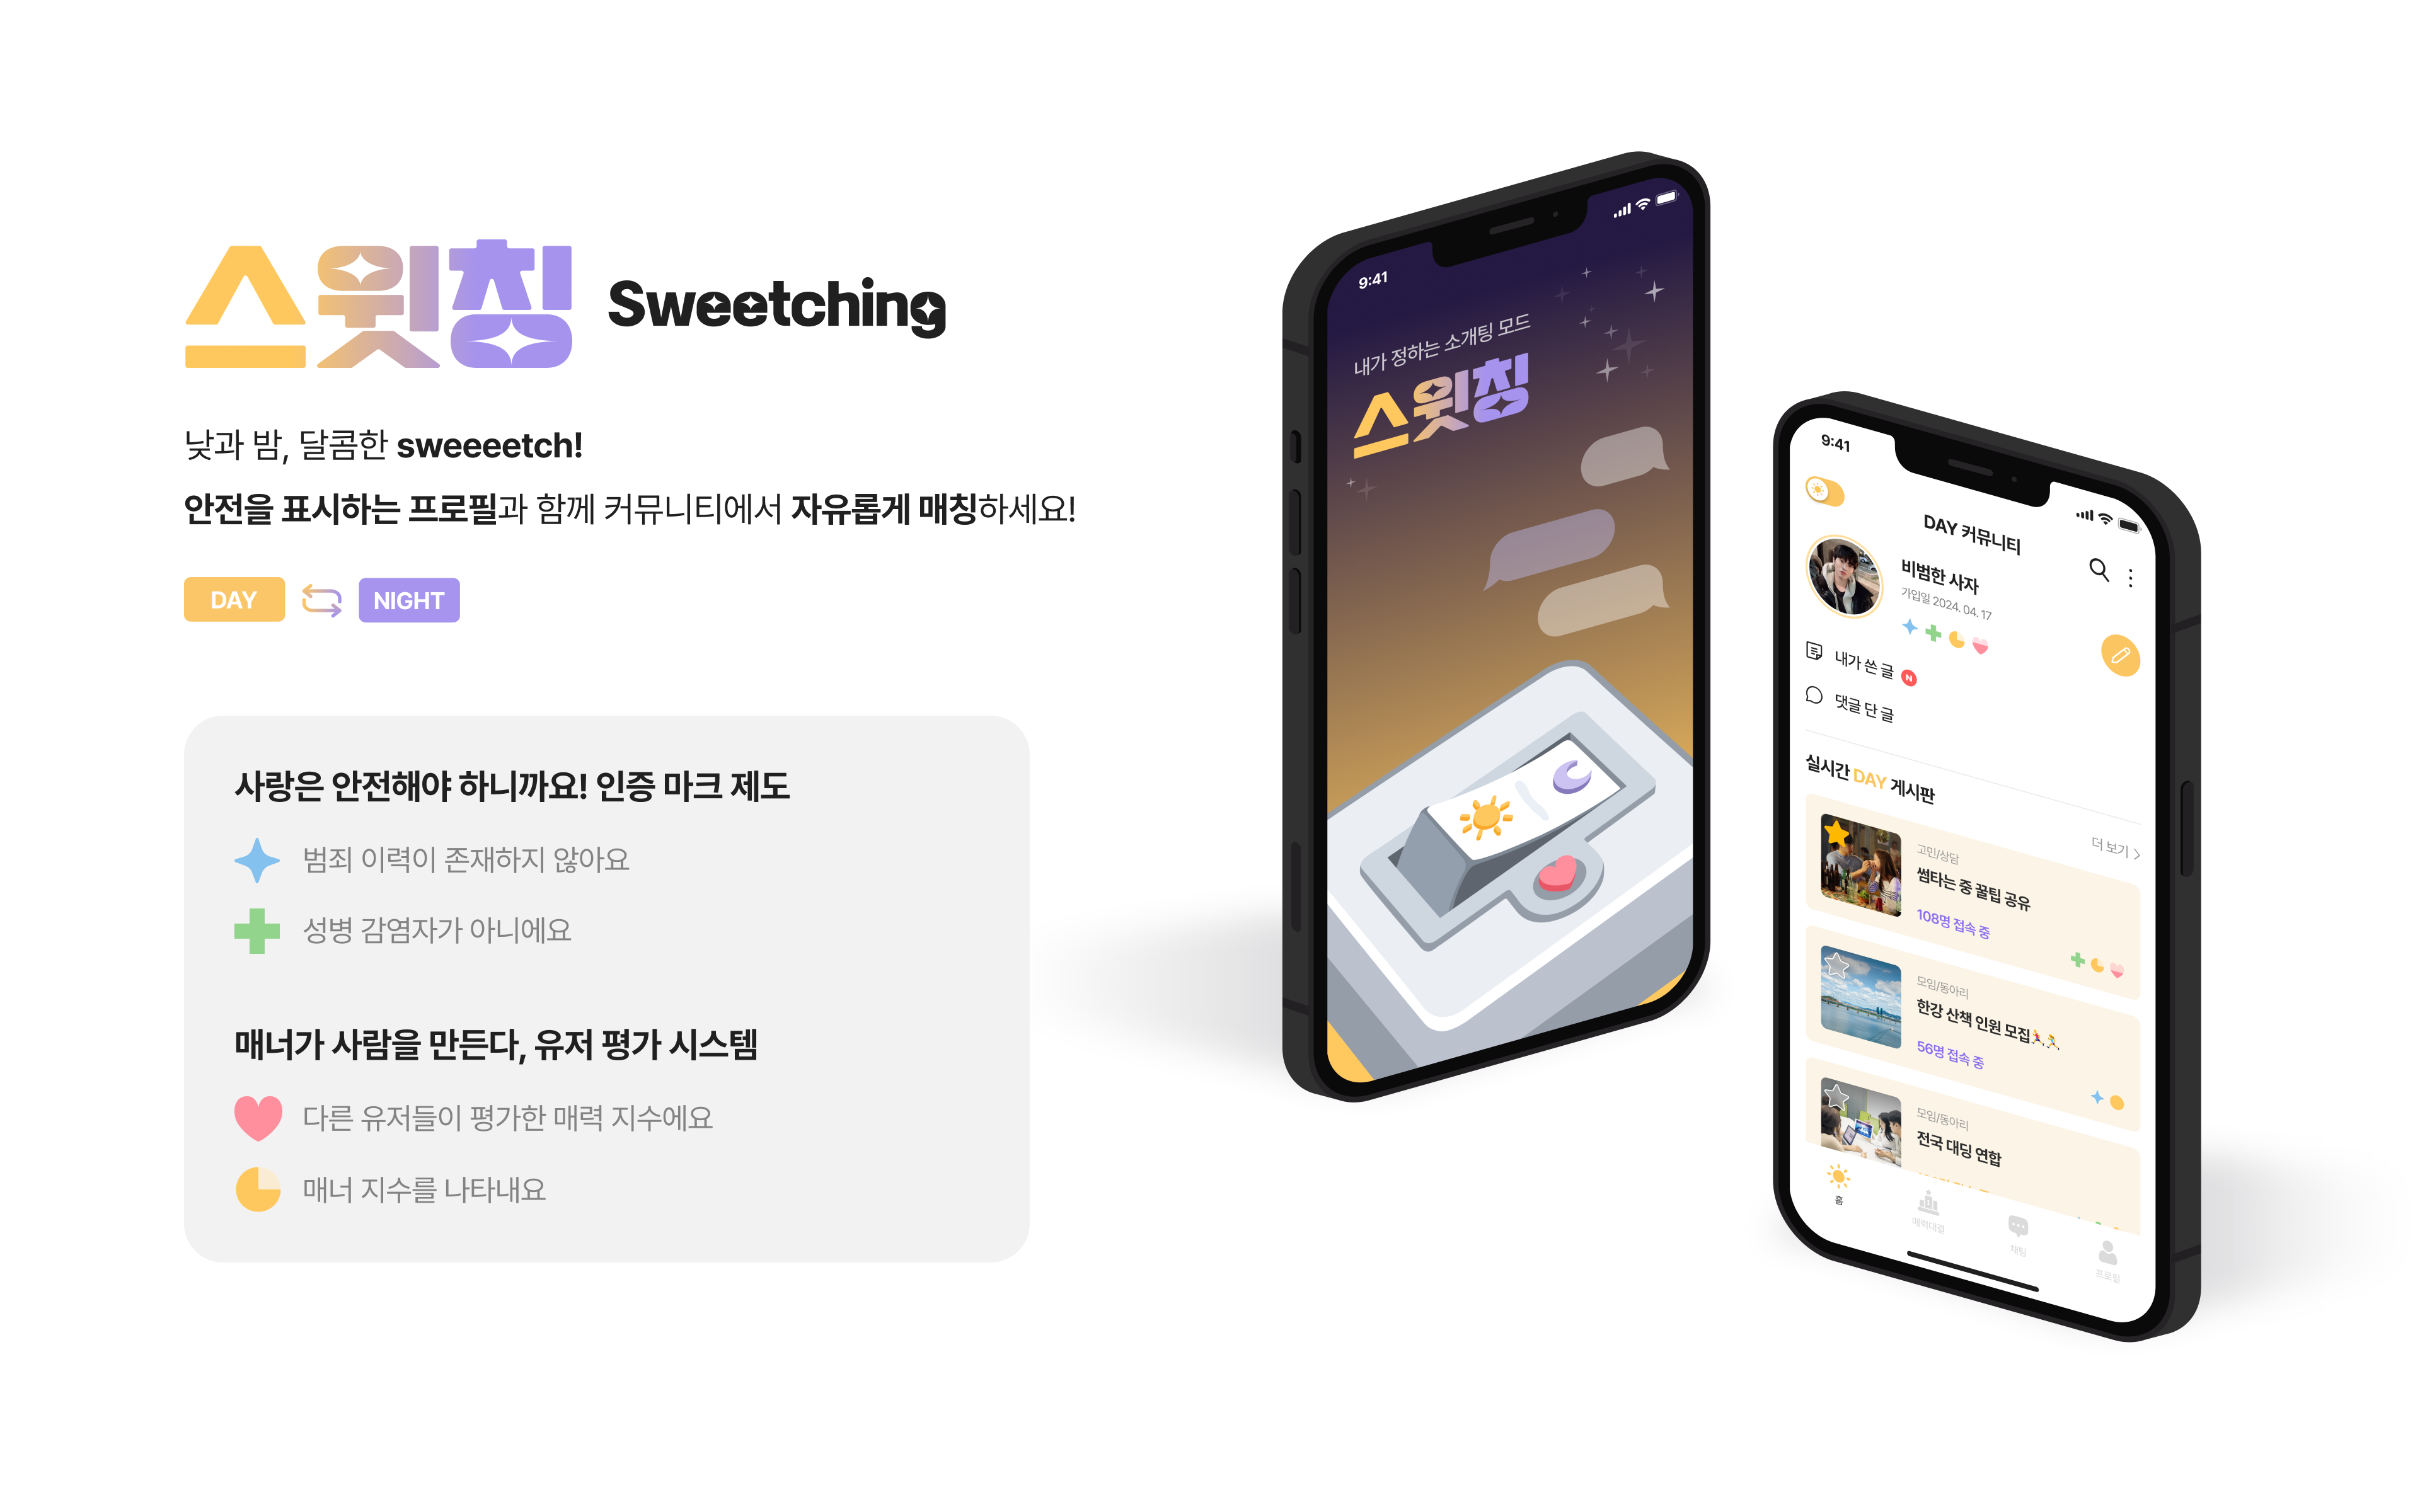 스윗칭 Sweetching
낮과 밤, 달콤한 sweeeetch!
안전을 표시하는 프로필과 함께 커뮤니티에서 자유롭게 매칭하세요!
DAY NIGHT
사랑은 안전해야 하니까요! 인증 마크 제도
범죄 이력이 존재하지 않아요
성병 감염자가 아니에요
매너가 사람을 만든다, 유저 평가 시스템
다른 유저들이 평가한 매력 지수에요
매너 지수를 나타내요
9:41
내가 정하는 소개팅 모드
스윗칭
9:41
DAY 커뮤니티
비범한 사자
가입일 2024. 04. 17
내가 쓴 글 N
댓글 단 글
실시간 DAY 게시판
더 보기
고민/상담
썸타는 중 꿀팁 공유
108명 접속 중
모임/동아리
한강 산책 인원 모집
56명 접속 중
모임/동아리
전국 대딩 연합
홈
매력대결
채팅
프로필